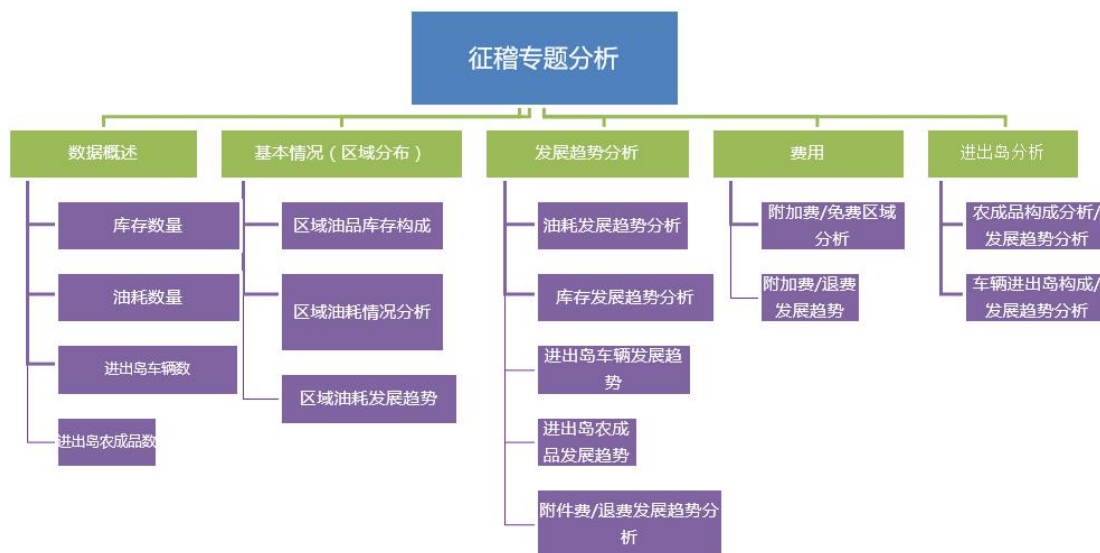 征稽专题分析
数据概述
库存数量
油耗数量
进出岛车辆数
进出岛农成品数
基本情况（区域分布）
区域油品库存构成
区域油耗情况分析
区域油耗发展趋势
发展趋势分析
油耗发展趋势分析
库存发展趋势分析
进出岛车辆发展趋
势
进出岛农成
品发展趋势
附件费/退费发展趋势分
析
费用
附加费/免费区域
分析
附加费/退费
发展趋势
进出岛分析
农成品构成分析/
发展趋势分析
车辆进出岛构成/
发展趋势分析